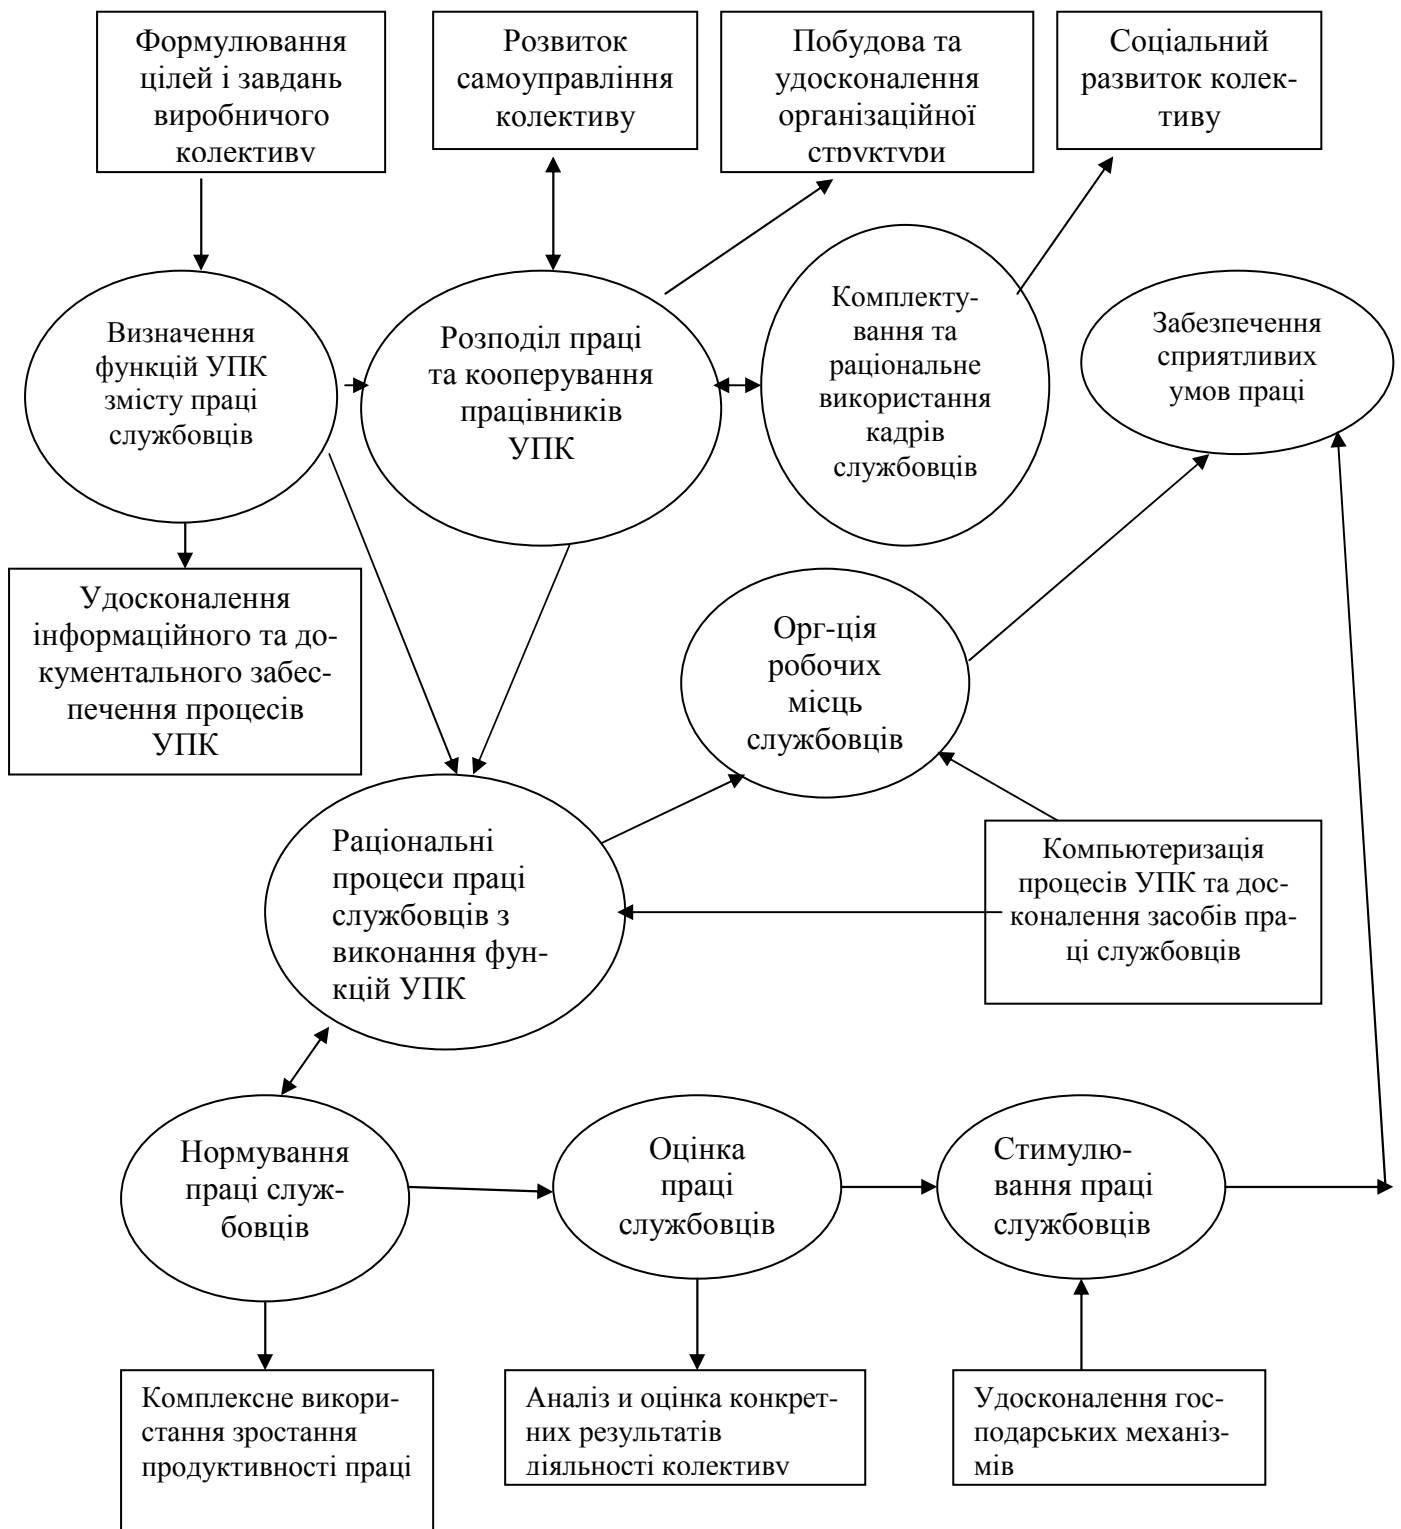 Формулювання
цілей і завдань
виробничого
колективу
Розвиток
самоуправління
колективу
Побудова та
удосконалення
організаційної
структури
Соціальний
развиток колек-
тиву
Визначення
функцій УПК
змісту праці
службовців
Розподіл праці
та кооперування
працівників
УПК
Комплекту-
вання та
раціональне
використання
кадрів
службовців
Забезпечення
сприятливих
умов праці
Удосконалення
інформаційного та до-
кументального забес-
печення процесів
УПК
Орг-ція
робочих
місць
службовців
Раціональні
процеси праці
службовців з
виконання фун-
кцій УПК
Компьютеризація
процесів УПК та дос-
коналення засобів пра-
ці службовців
Нормування
праці служ-
бовців
Оцінка
праці
службовців
Стимулю-
вання праці
службовців
Комплексне викори-
стання зростання
продуктивності праці
Аналіз и оцінка конкрет-
них результатів
діяльності колективу
Удосконалення гос-
подарських механіз-
мів